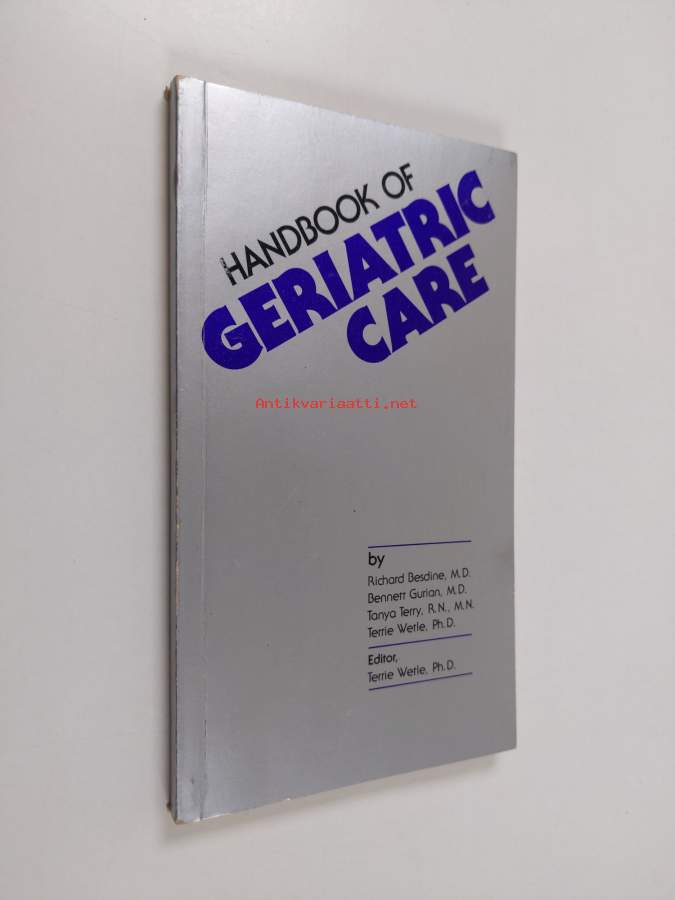 HANDBOOK OF
GERIATRIC
CARE
Antikvariaatti.net
by
Richard Besdine, M.D.
Bennett Gurian, M.D.
Tanya Terry, R.N., M.N.
Terrie Wetle, Ph.D.
Editor,
Terrie Wetle, Ph.D.